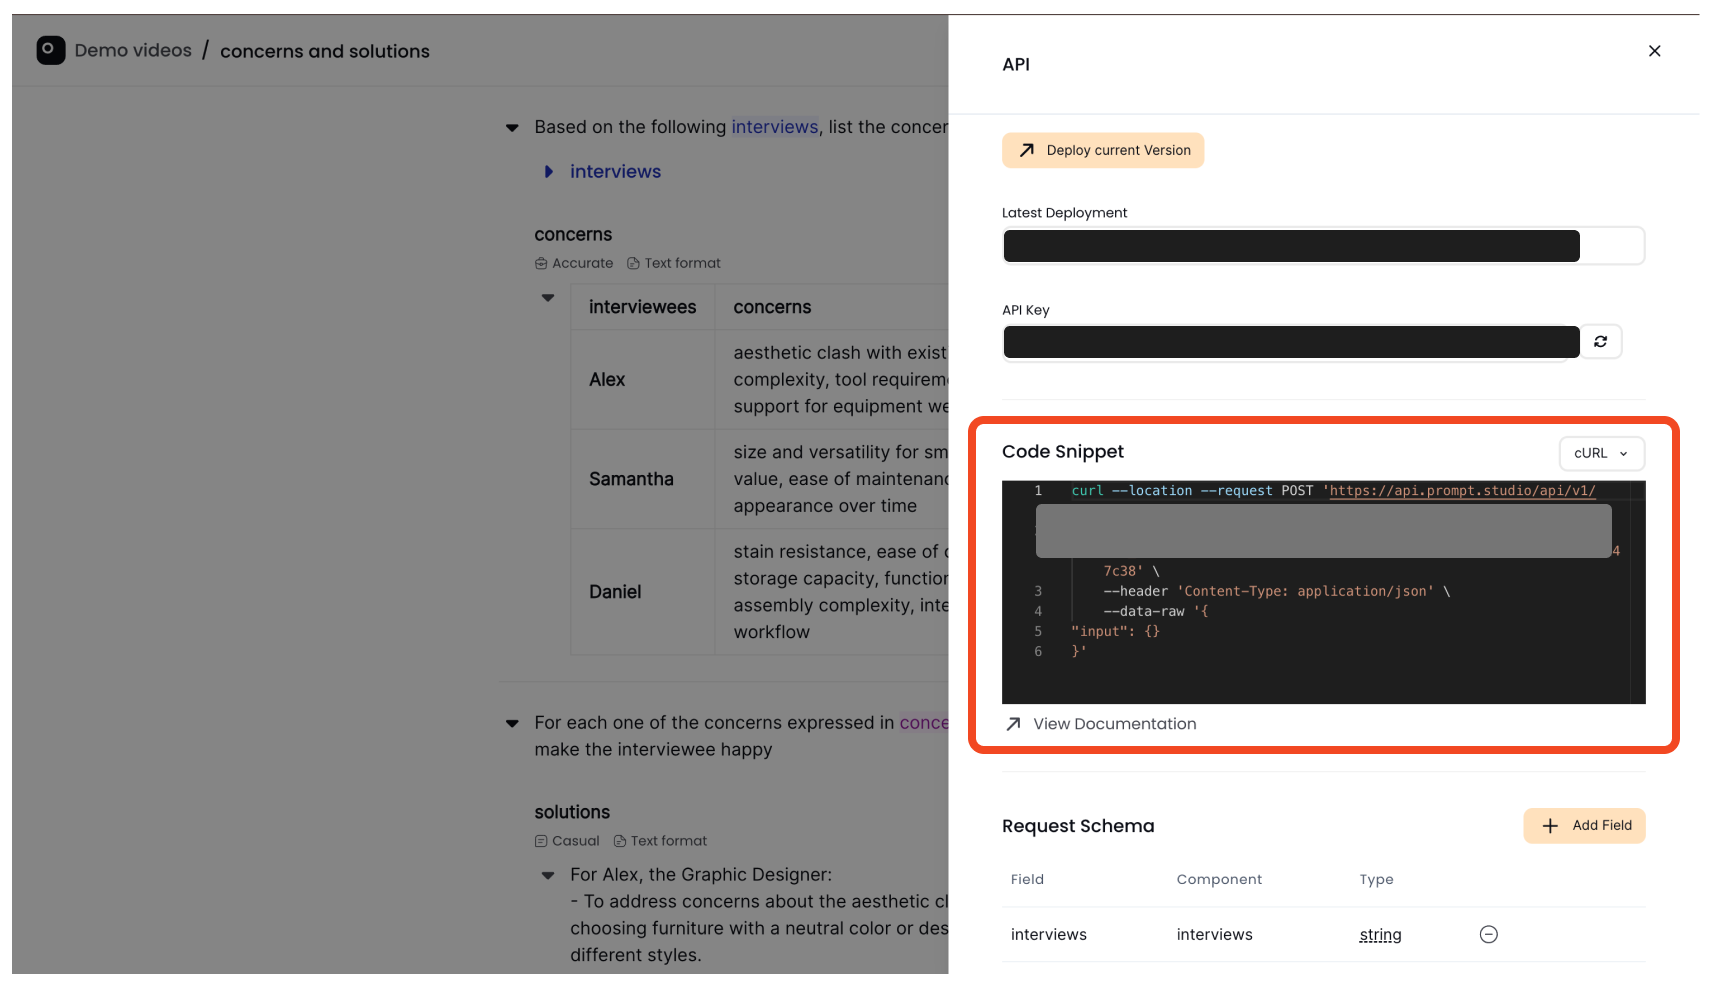 Demo videos / concerns and solutions
Based on the following interviews, list the concer
interviews
concerns
Accurate Text format
interviewees concerns
Alex
aesthetic clash with exist
complexity, tool requirem
support for equipment we
Samantha
size and versatility for sm
value, ease of maintenanc
appearance over time
Daniel
stain resistance, ease of c
storage capacity, function
assembly complexity, inte
workflow
For each one of the concerns expressed in conce
make the interviewee happy
solutions
Casual Text format
For Alex, the Graphic Designer:
- To address concerns about the aesthetic cl
choosing furniture with a neutral color or des
different styles.
API
Deploy current Version
Latest Deployment
API Key
Code Snippet
cURL
1 curl --location --request POST 'https://api.prompt.studio/api/v1/
4
7c38' \
3 --header 'Content-Type: application/json' \
4 --data-raw '{
5 "input": {}
6 }'
View Documentation
Request Schema
Add Field
Field Component Type
interviews interviews string